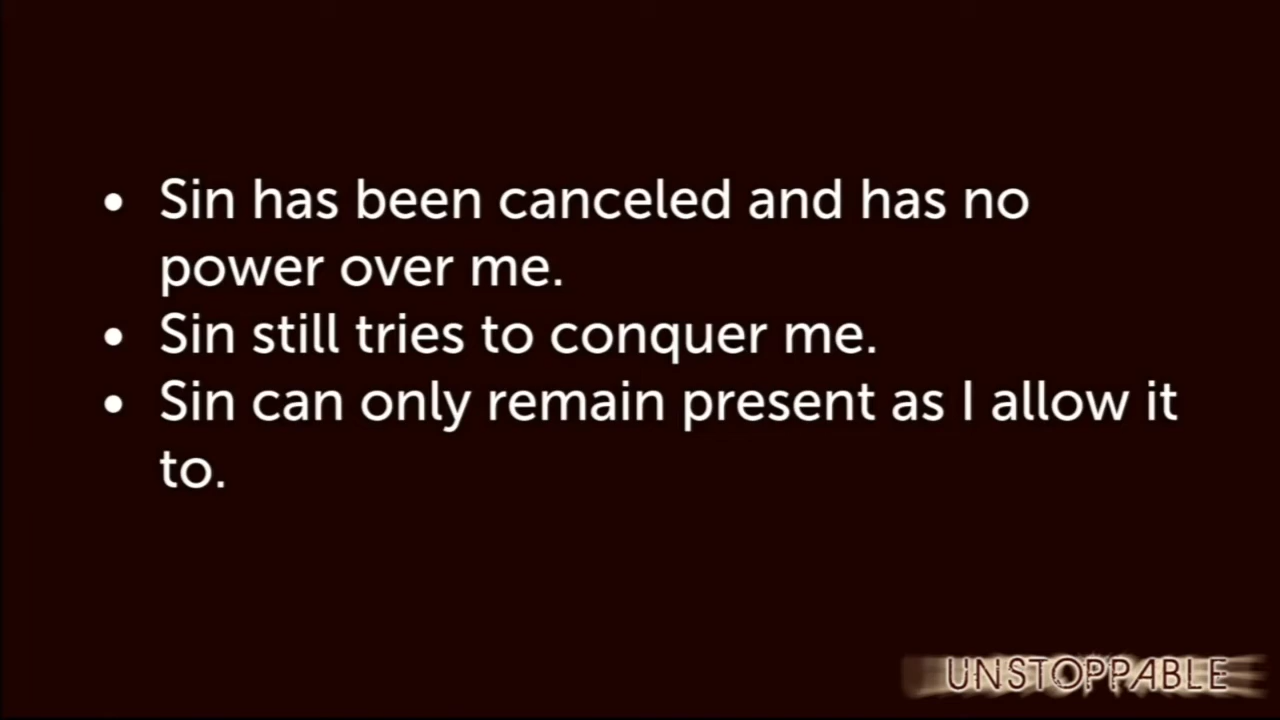 • Sin has been canceled and has no
power over me.
• Sin still tries to conquer me.
• Sin can only remain present as I allow it
to.
UNSTOPPABLE